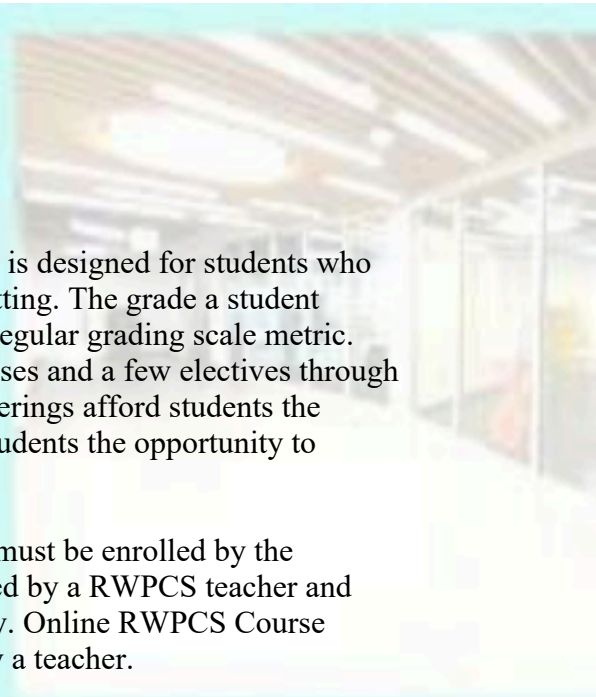 is designed for students who
tting. The grade a student
egular grading scale metric.
ses and a few electives through
erings afford students the
udents the opportunity to
must be enrolled by the
ed by a RWPCS teacher and
y. Online RWPCS Course
y a teacher.